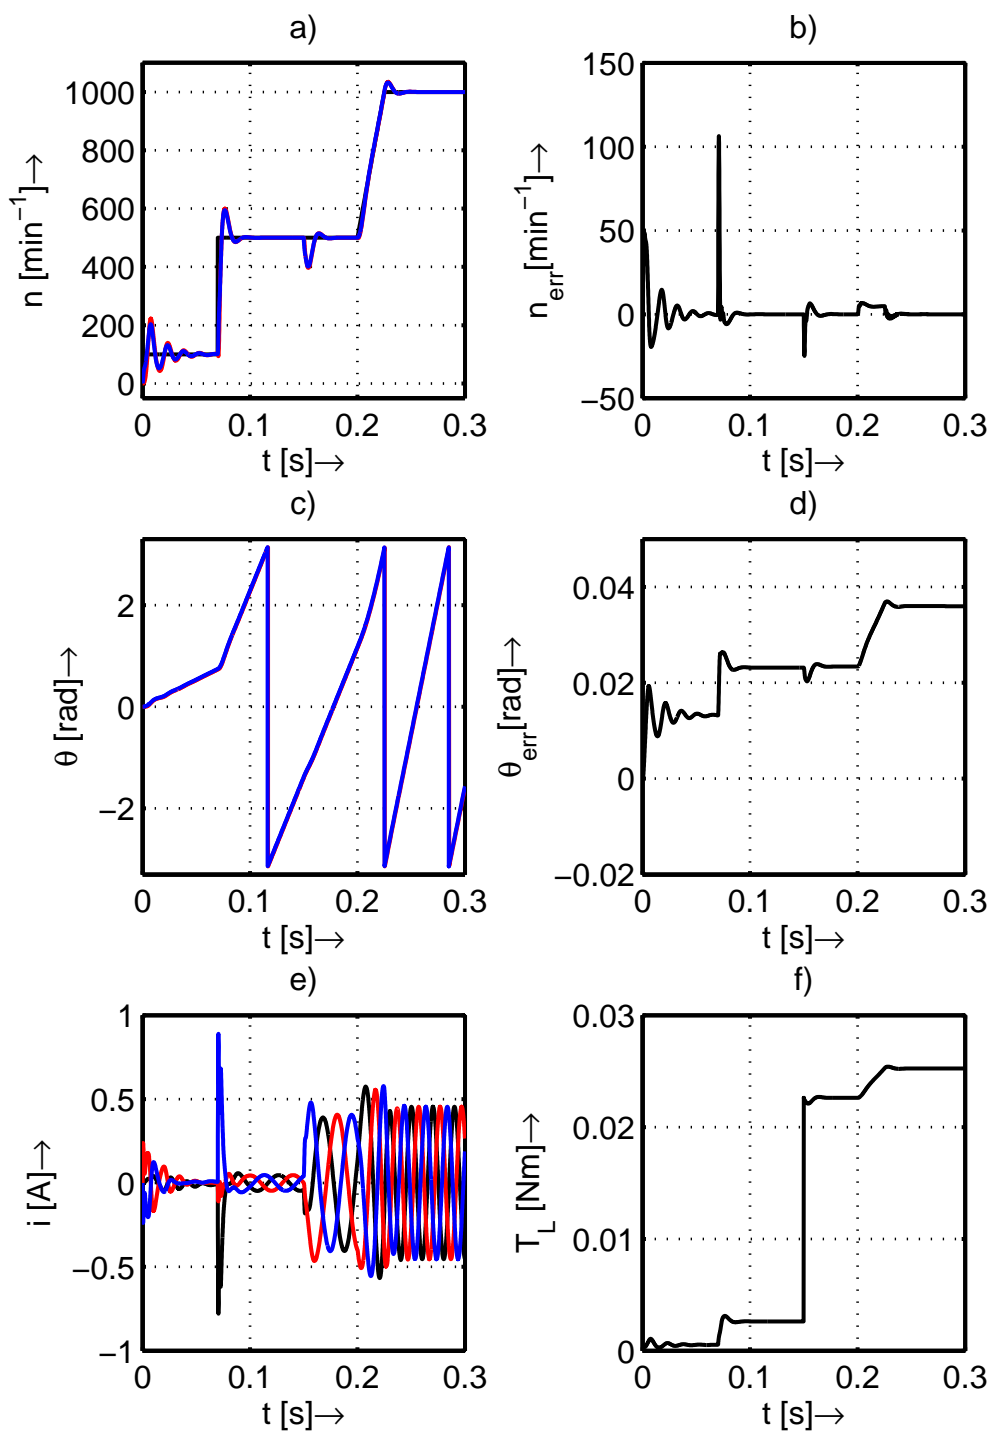 a)
1000
800
600
400
200
0
n [min⁻¹]→
0 0.1 0.2 0.3
t [s]→
b)
150
100
50
0
−50
n_err[min⁻¹]→
0 0.1 0.2 0.3
t [s]→
c)
2
0
−2
θ [rad]→
0 0.1 0.2 0.3
t [s]→
d)
0.04
0.02
0
−0.02
θ_err[rad]→
0 0.1 0.2 0.3
t [s]→
e)
1
0.5
0
−0.5
−1
i [A]→
0 0.1 0.2 0.3
t [s]→
f)
0.03
0.02
0.01
0
T_L [Nm]→
0 0.1 0.2 0.3
t [s]→